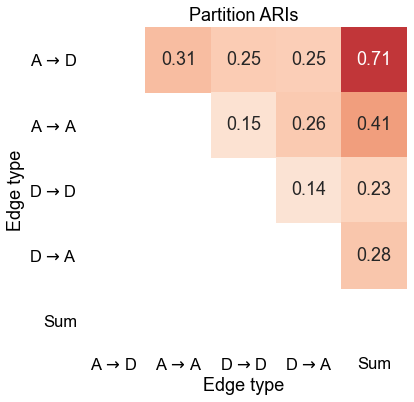 Partition ARIs
A → D 0.31 0.25 0.25 0.71
A → A 0.15 0.26 0.41
D → D 0.14 0.23
D → A 0.28
Sum
Edge type
A → D A → A D → D D → A Sum
Edge type